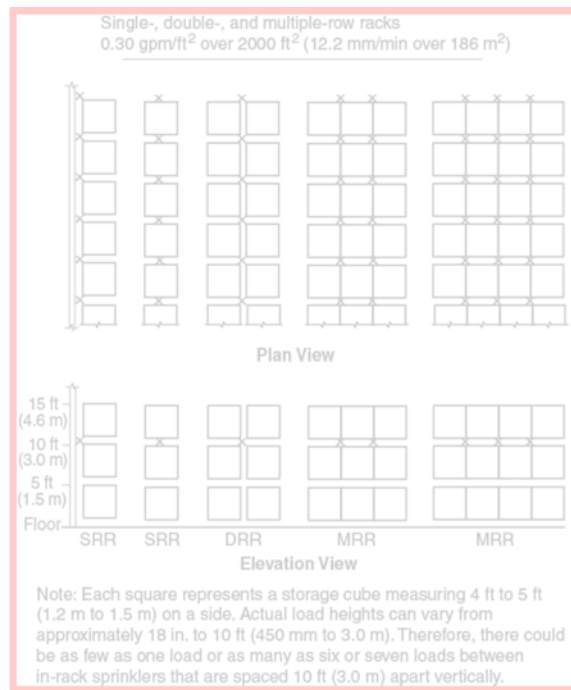 Single-, double-, and multiple-row racks
0.30 gpm/ft² over 2000 ft² (12.2 mm/min over 186 m²)
Plan View
15 ft
(4.6 m)
10 ft
(3.0 m)
5 ft
(1.5 m)
Floor
SRR SRR DRR MRR MRR
Elevation View
Note: Each square represents a storage cube measuring 4 ft to 5 ft
(1.2 m to 1.5 m) on a side. Actual load heights can vary from
approximately 18 in. to 10 ft (450 mm to 3.0 m). Therefore, there could
be as few as one load or as many as six or seven loads between
in-rack sprinklers that are spaced 10 ft (3.0 m) apart vertically.